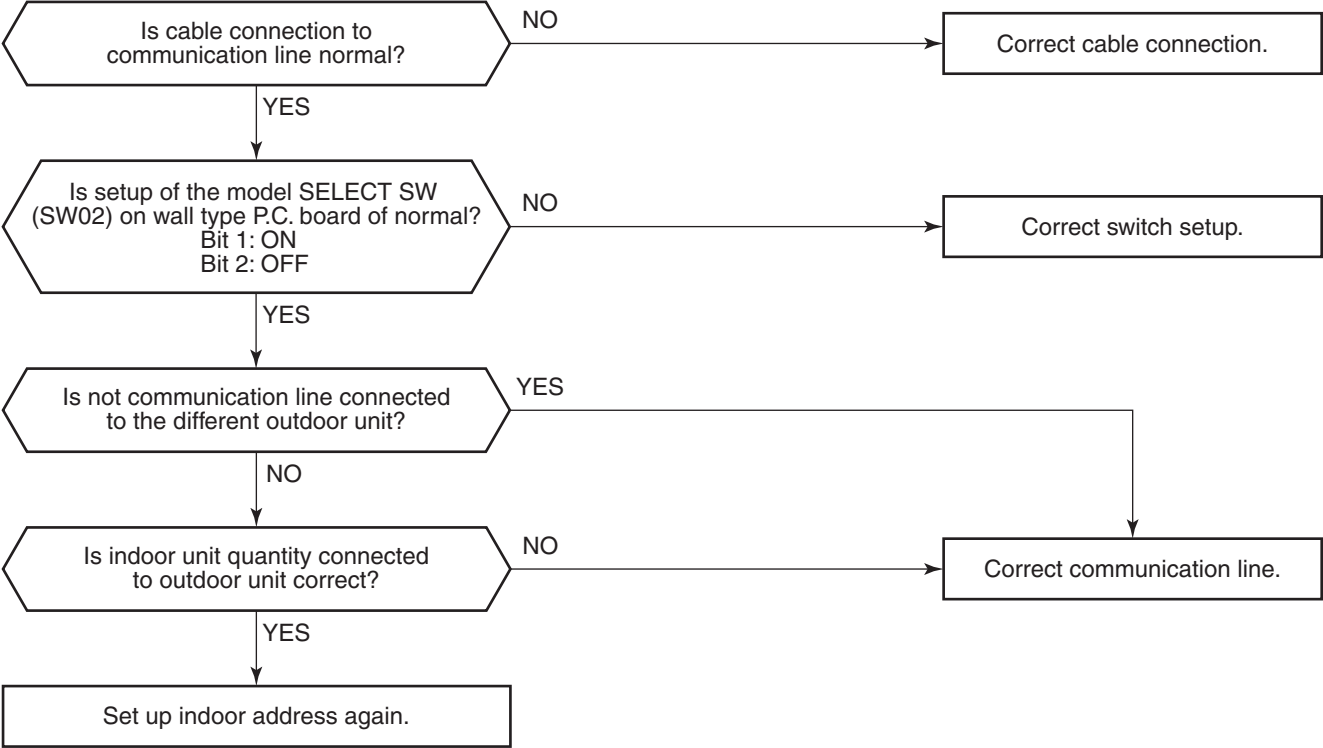 Is cable connection to
communication line normal?
NO
Correct cable connection.
YES
Is setup of the model SELECT SW
(SW02) on wall type P.C. board of normal?
Bit 1: ON
Bit 2: OFF
NO
Correct switch setup.
YES
Is not communication line connected
to the different outdoor unit?
YES
NO
Is indoor unit quantity connected
to outdoor unit correct?
NO
Correct communication line.
YES
Set up indoor address again.